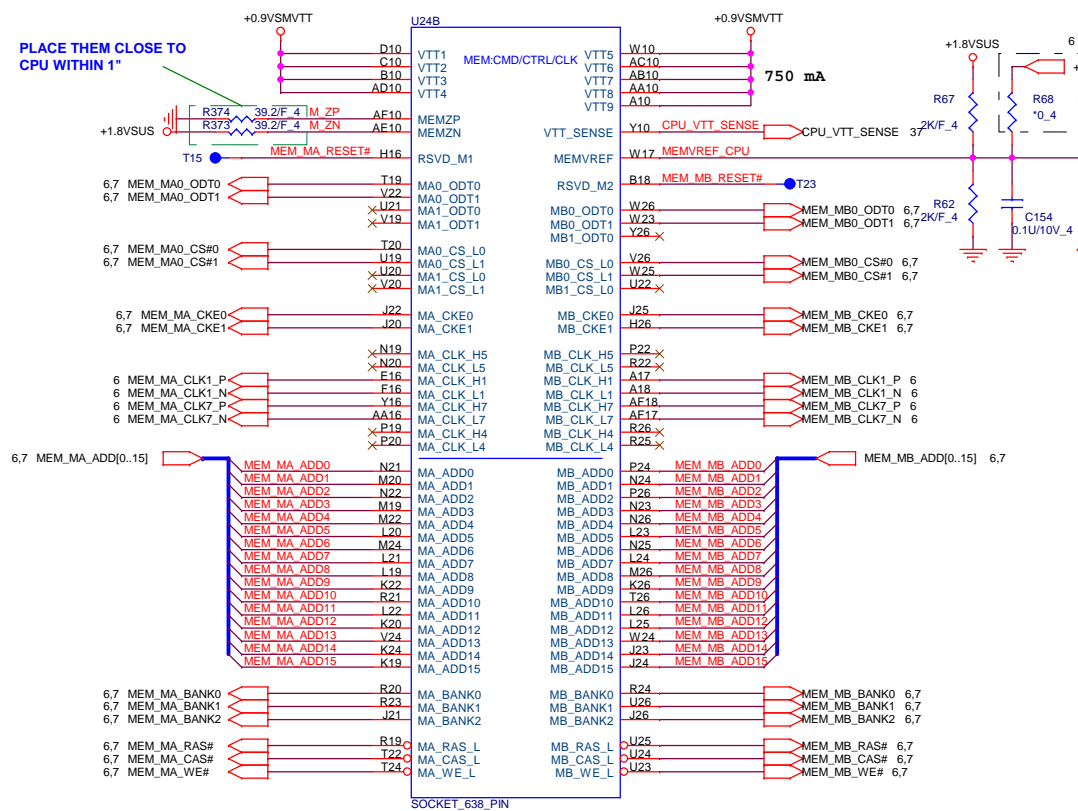 +0.9VSMVTT
U24B
+0.9VSMVTT
PLACE THEM CLOSE TO
CPU WITHIN 1"
MEM:CMD/CTRL/CLK
750 mA
D10 VTT1 VTT5 W10
C10 VTT2 VTT6 AC10
B10 VTT3 VTT7 AB10
AD10 VTT4 VTT8 AA10
VTT9 A10
+1.8VSUS
6
+
R374 39.2/F_4 M_ZP AF10 MEMZP
+1.8VSUS R373 39.2/F_4 M_ZN AE10 MEMZN
VTT_SENSE Y10 CPU_VTT_SENSE CPU_VTT_SENSE 37
R67
2K/F_4
R68
*0_4
T15 MEM_MA_RESET# H16 RSVD_M1
MEMVREF W17 MEMVREF_CPU
RSVD_M2 B18 MEM_MB_RESET# T23
R62
2K/F_4
C154
0.1U/10V_4
6,7 MEM_MA0_ODT0 T19 MA0_ODT0
6,7 MEM_MA0_ODT1 V22 MA0_ODT1
U21 MA1_ODT0
V19 MA1_ODT1
MB0_ODT0 W26 MEM_MB0_ODT0 6,7
MB0_ODT1 W23 MEM_MB0_ODT1 6,7
MB1_ODT0 Y26
6,7 MEM_MA0_CS#0 T20 MA0_CS_L0
6,7 MEM_MA0_CS#1 U19 MA0_CS_L1
U20 MA1_CS_L0
V20 MA1_CS_L1
MB0_CS_L0 V26 MEM_MB0_CS#0 6,7
MB0_CS_L1 W25 MEM_MB0_CS#1 6,7
MB1_CS_L0 U22
6,7 MEM_MA_CKE0 J22 MA_CKE0 MB_CKE0 J25 MEM_MB_CKE0 6,7
6,7 MEM_MA_CKE1 J20 MA_CKE1 MB_CKE1 H26 MEM_MB_CKE1 6,7
N19 MA_CLK_H5 MB_CLK_H5 P22
N20 MA_CLK_L5 MB_CLK_L5 R22
6 MEM_MA_CLK1_P E16 MA_CLK_H1 MB_CLK_H1 A17 MEM_MB_CLK1_P 6
6 MEM_MA_CLK1_N F16 MA_CLK_L1 MB_CLK_L1 A18 MEM_MB_CLK1_N 6
6 MEM_MA_CLK7_P Y16 MA_CLK_H7 MB_CLK_H7 AF18 MEM_MB_CLK7_P 6
6 MEM_MA_CLK7_N AA16 MA_CLK_L7 MB_CLK_L7 AF17 MEM_MB_CLK7_N 6
P19 MA_CLK_H4 MB_CLK_H4 R26
P20 MA_CLK_L4 MB_CLK_L4 R25
6,7 MEM_MA_ADD[0..15] MEM_MB_ADD[0..15] 6,7
MEM_MA_ADD0 N21 MA_ADD0 MB_ADD0 P24 MEM_MB_ADD0
MEM_MA_ADD1 M20 MA_ADD1 MB_ADD1 N24 MEM_MB_ADD1
MEM_MA_ADD2 N22 MA_ADD2 MB_ADD2 P26 MEM_MB_ADD2
MEM_MA_ADD3 M19 MA_ADD3 MB_ADD3 N23 MEM_MB_ADD3
MEM_MA_ADD4 M22 MA_ADD4 MB_ADD4 N26 MEM_MB_ADD4
MEM_MA_ADD5 L20 MA_ADD5 MB_ADD5 L23 MEM_MB_ADD5
MEM_MA_ADD6 M24 MA_ADD6 MB_ADD6 N25 MEM_MB_ADD6
MEM_MA_ADD7 L21 MA_ADD7 MB_ADD7 L24 MEM_MB_ADD7
MEM_MA_ADD8 L19 MA_ADD8 MB_ADD8 M26 MEM_MB_ADD8
MEM_MA_ADD9 K22 MA_ADD9 MB_ADD9 K26 MEM_MB_ADD9
MEM_MA_ADD10 R21 MA_ADD10 MB_ADD10 T26 MEM_MB_ADD10
MEM_MA_ADD11 L22 MA_ADD11 MB_ADD11 L26 MEM_MB_ADD11
MEM_MA_ADD12 K20 MA_ADD12 MB_ADD12 L25 MEM_MB_ADD12
MEM_MA_ADD13 V24 MA_ADD13 MB_ADD13 W24 MEM_MB_ADD13
MEM_MA_ADD14 K24 MA_ADD14 MB_ADD14 J23 MEM_MB_ADD14
MEM_MA_ADD15 K19 MA_ADD15 MB_ADD15 J24 MEM_MB_ADD15
6,7 MEM_MA_BANK0 R20 MA_BANK0 MB_BANK0 R24 MEM_MB_BANK0 6,7
6,7 MEM_MA_BANK1 R23 MA_BANK1 MB_BANK1 U26 MEM_MB_BANK1 6,7
6,7 MEM_MA_BANK2 J21 MA_BANK2 MB_BANK2 J26 MEM_MB_BANK2 6,7
6,7 MEM_MA_RAS# R19 MA_RAS_L MB_RAS_L U25 MEM_MB_RAS# 6,7
6,7 MEM_MA_CAS# T22 MA_CAS_L MB_CAS_L U24 MEM_MB_CAS# 6,7
6,7 MEM_MA_WE# T24 MA_WE_L MB_WE_L U23 MEM_MB_WE# 6,7
SOCKET_638_PIN